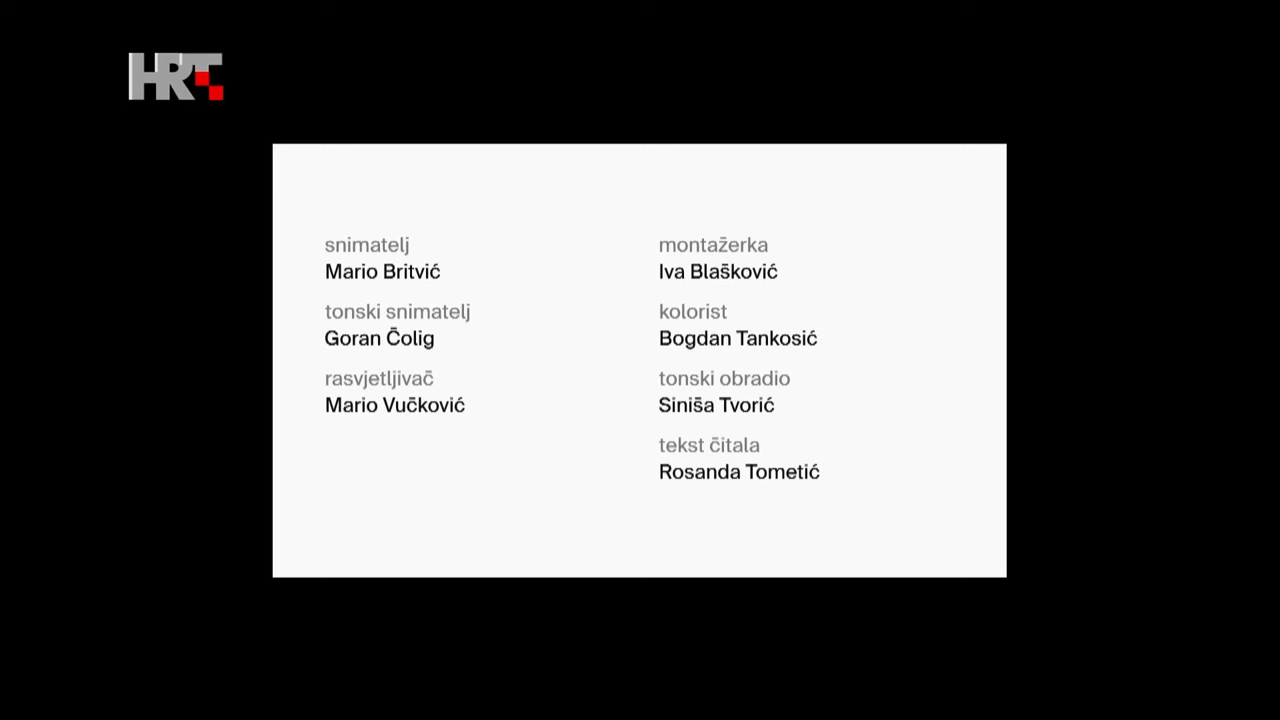 HRT
snimatelj
Mario Britvić
tonski snimatelj
Goran Čolig
rasvjetljivač
Mario Vučković
montažerka
Iva Blašković
kolorist
Bogdan Tankosić
tonski obradio
Siniša Tvorić
tekst čitala
Rosanda Tometić